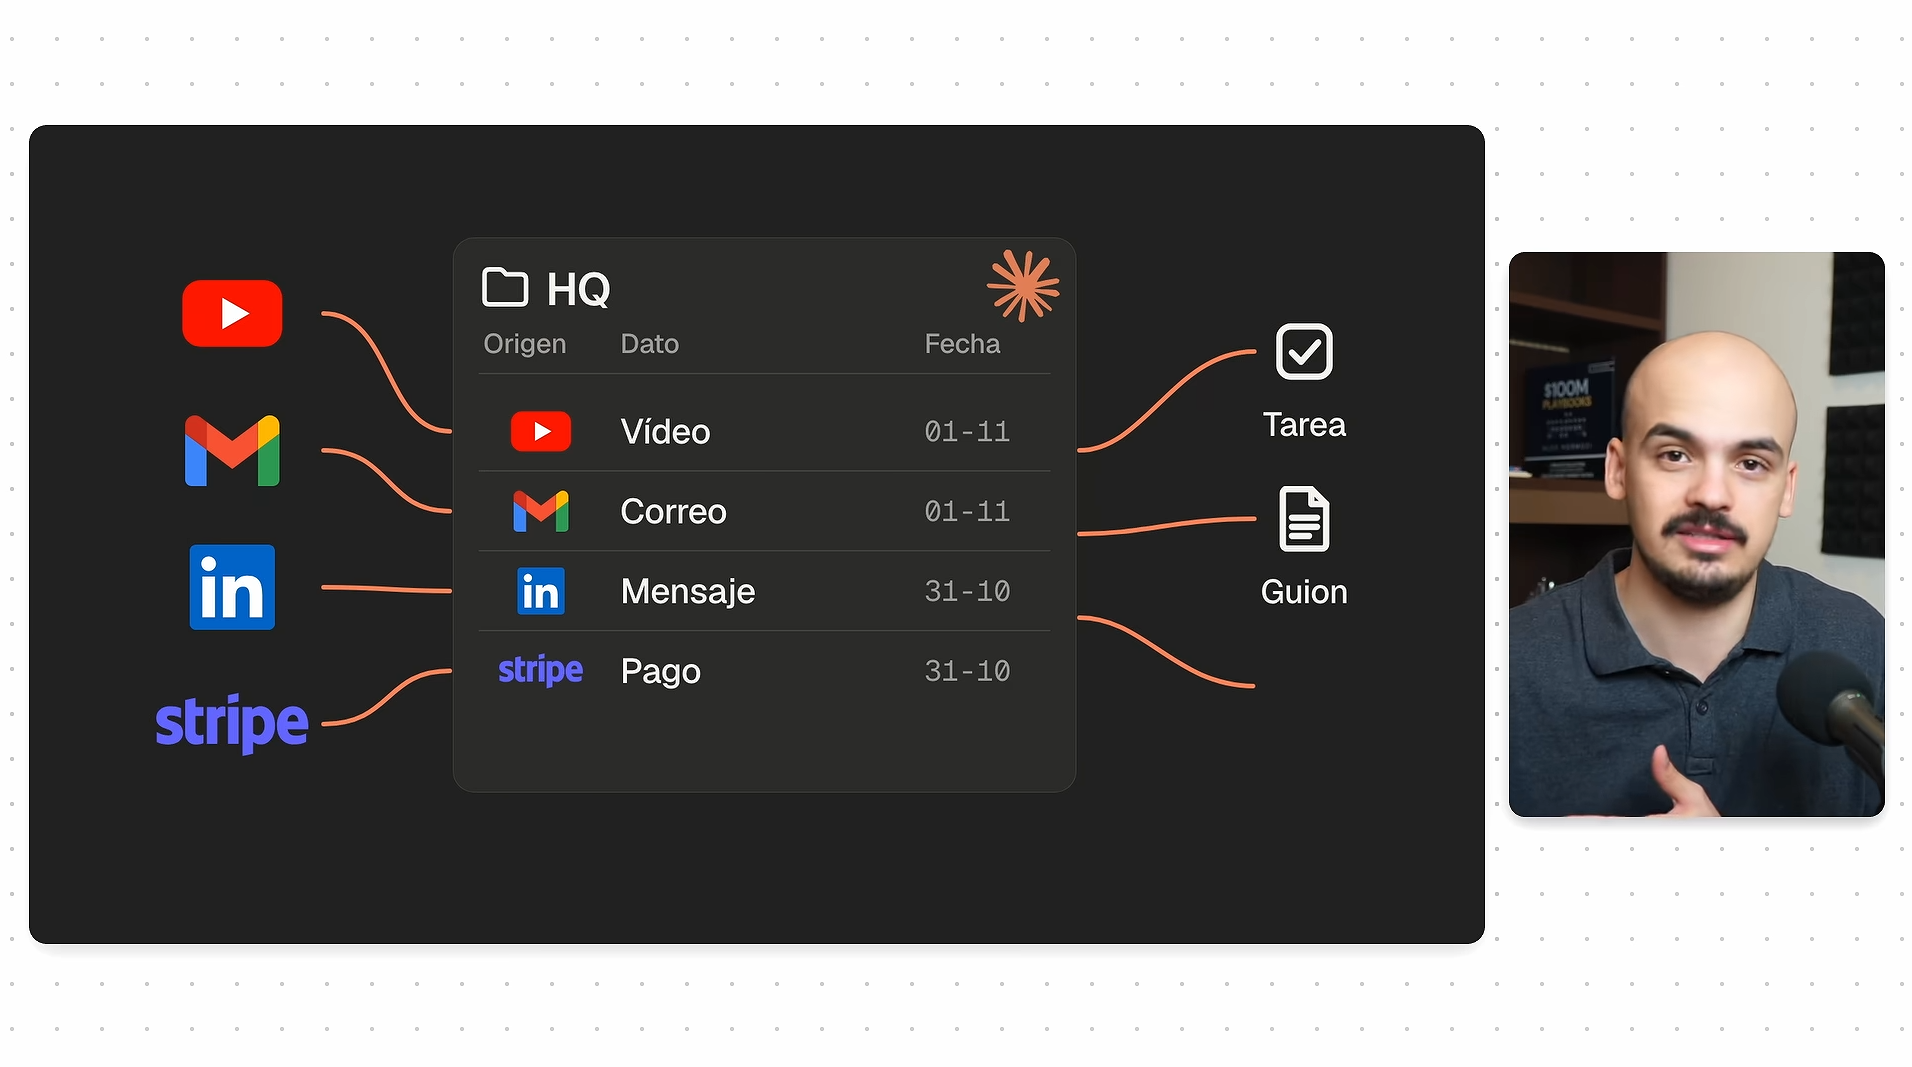 HQ
Origen Dato Fecha
Vídeo 01-11
Correo 01-11
in Mensaje 31-10
stripe Pago 31-10
in
stripe
Tarea
Guion
$100M
PLAYBOOKS